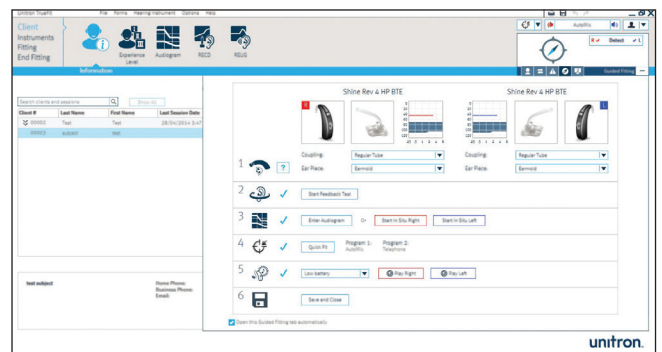 Unitron TrueFit
File Forms Hearing Instrument Options Help
Client
Instruments
Fitting
End Fitting
Information
Experience
Level
Audiogram
RECD
REUG
AutoMic
R Detect L
Guided Fitting
Search clients and sessions
Show All
Client # Last Name First Name Last Session Date
00002 Test Test 28/04/2014 3:47
00003 subject test
test subject
Home Phone:
Business Phone:
Email:
Shine Rev 4 HP BTE
Shine Rev 4 HP BTE
R
L
Coupling: Regular Tube
Ear Piece: Earmold
Coupling: Regular Tube
Ear Piece: Earmold
1 ?
2 Start Feedback Test
3 Enter Audiogram Or Start In Situ Right Start In Situ Left
4 Quick Fit Program 1: Program 2:
AutoMic Telephone
5 Low battery Play Right Play Left
6 Save and Close
Open this Guided Fitting tab automatically
unitron.